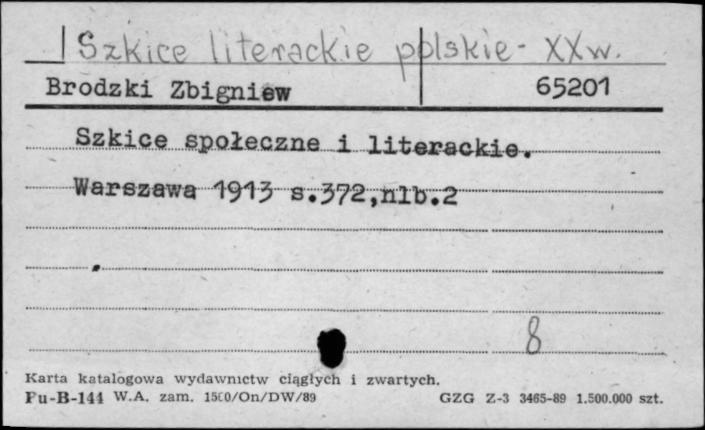 Szkice literackie polskie - XXw.
Brodzki Zbigniew 65201
Szkice społeczne i literackie.
Warszawa 1913 s.372,nlb.2
8
Karta katalogowa wydawnictw ciągłych i zwartych.
Pu-B-144 W.A. zam. 1500/On/DW/89 GZG Z-3 3465-89 1.500.000 szt.